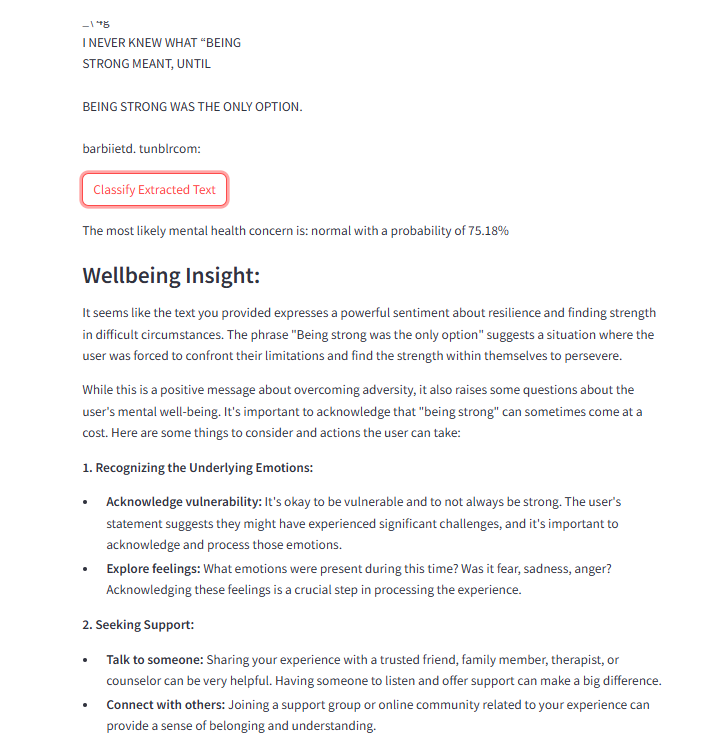 I NEVER KNEW WHAT “BEING
STRONG MEANT, UNTIL
BEING STRONG WAS THE ONLY OPTION.
barbiietd. tunblrcom:
Classify Extracted Text
The most likely mental health concern is: normal with a probability of 75.18%
Wellbeing Insight:
It seems like the text you provided expresses a powerful sentiment about resilience and finding strength
in difficult circumstances. The phrase "Being strong was the only option" suggests a situation where the
user was forced to confront their limitations and find the strength within themselves to persevere.
While this is a positive message about overcoming adversity, it also raises some questions about the
user's mental well-being. It's important to acknowledge that "being strong" can sometimes come at a
cost. Here are some things to consider and actions the user can take:
1. Recognizing the Underlying Emotions:
• Acknowledge vulnerability: It's okay to be vulnerable and to not always be strong. The user's
statement suggests they might have experienced significant challenges, and it's important to
acknowledge and process those emotions.
• Explore feelings: What emotions were present during this time? Was it fear, sadness, anger?
Acknowledging these feelings is a crucial step in processing the experience.
2. Seeking Support:
• Talk to someone: Sharing your experience with a trusted friend, family member, therapist, or
counselor can be very helpful. Having someone to listen and offer support can make a big difference.
• Connect with others: Joining a support group or online community related to your experience can
provide a sense of belonging and understanding.